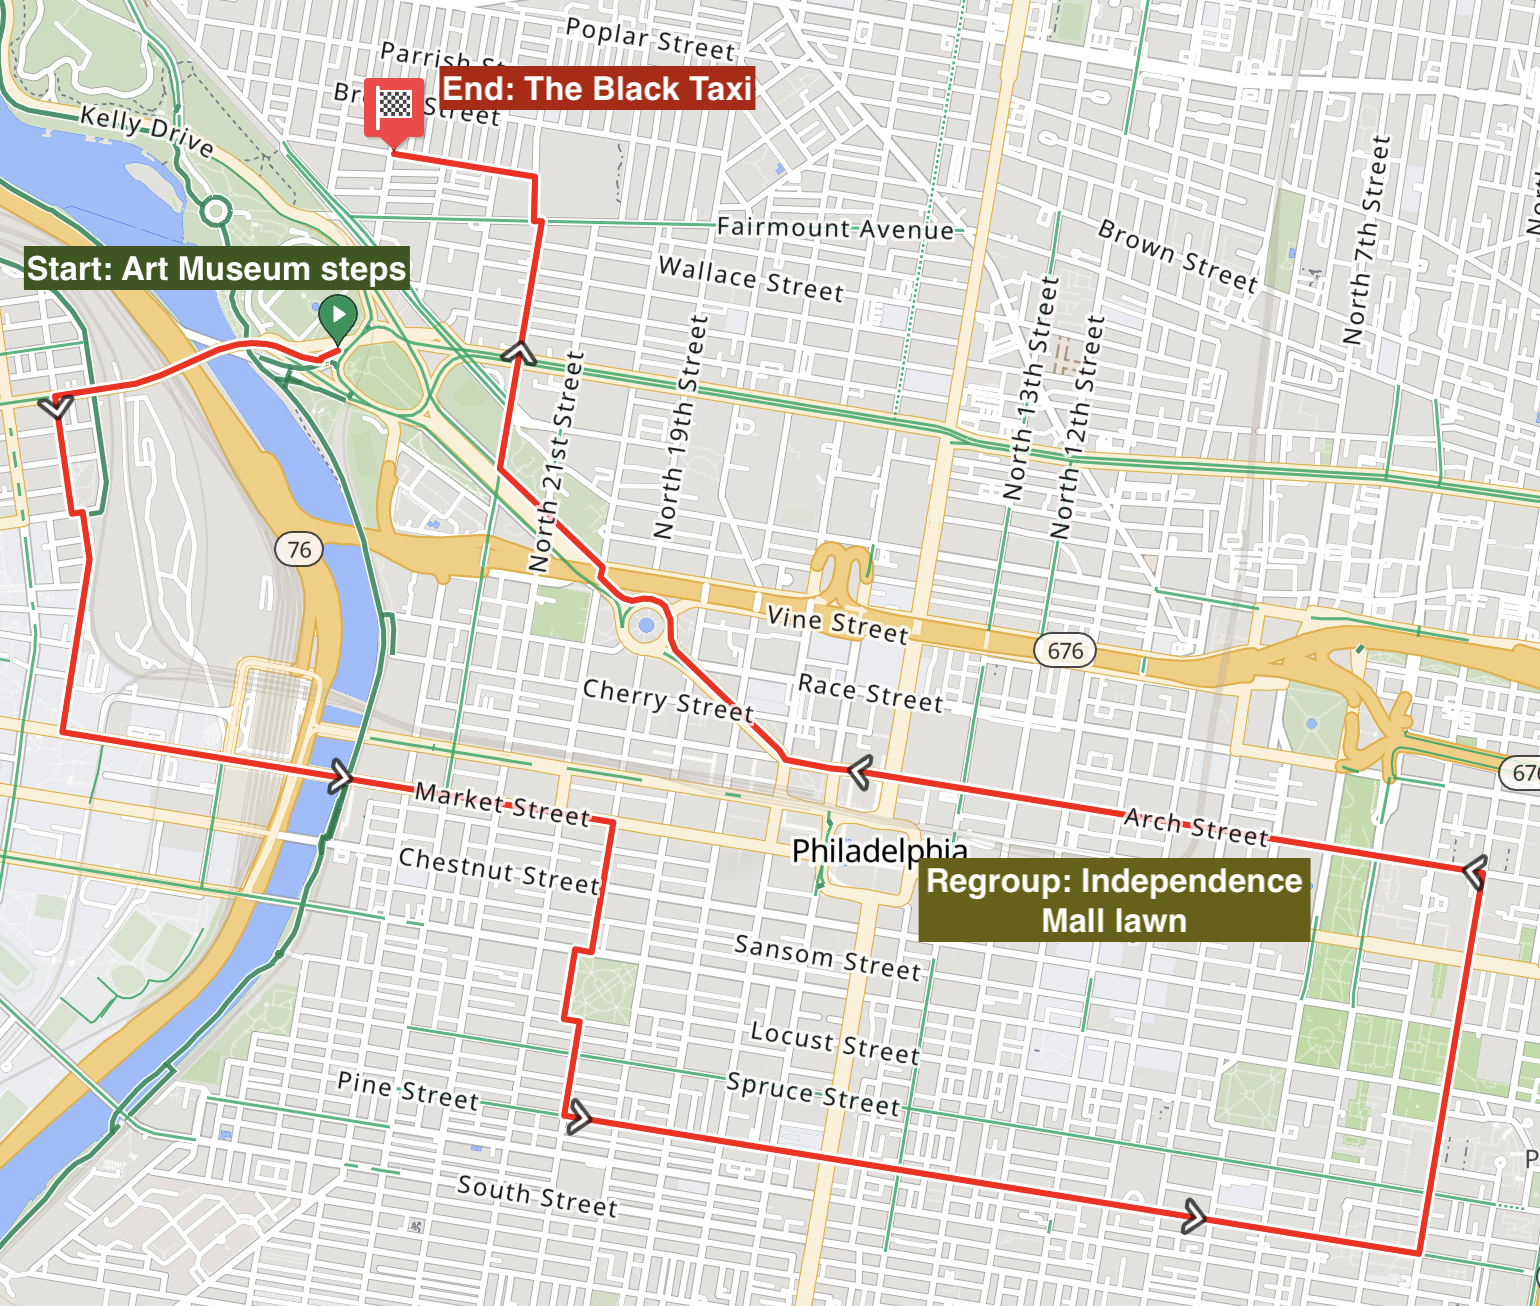 Poplar Street
Parrish St
Br
Street
End: The Black Taxi
Kelly Drive
North 7th Street
Fairmount Avenue
Brown Street
Start: Art Museum steps
Wallace Street
North 13th Street
North 12th Street
North 19th Street
North 21st Street
76
Vine Street
676
Race Street
Cherry Street
676
Market Street
Arch Street
Philadelphia
Chestnut Street
Regroup: Independence
Mall lawn
Sansom Street
Locust Street
Pine Street
Spruce Street
South Street